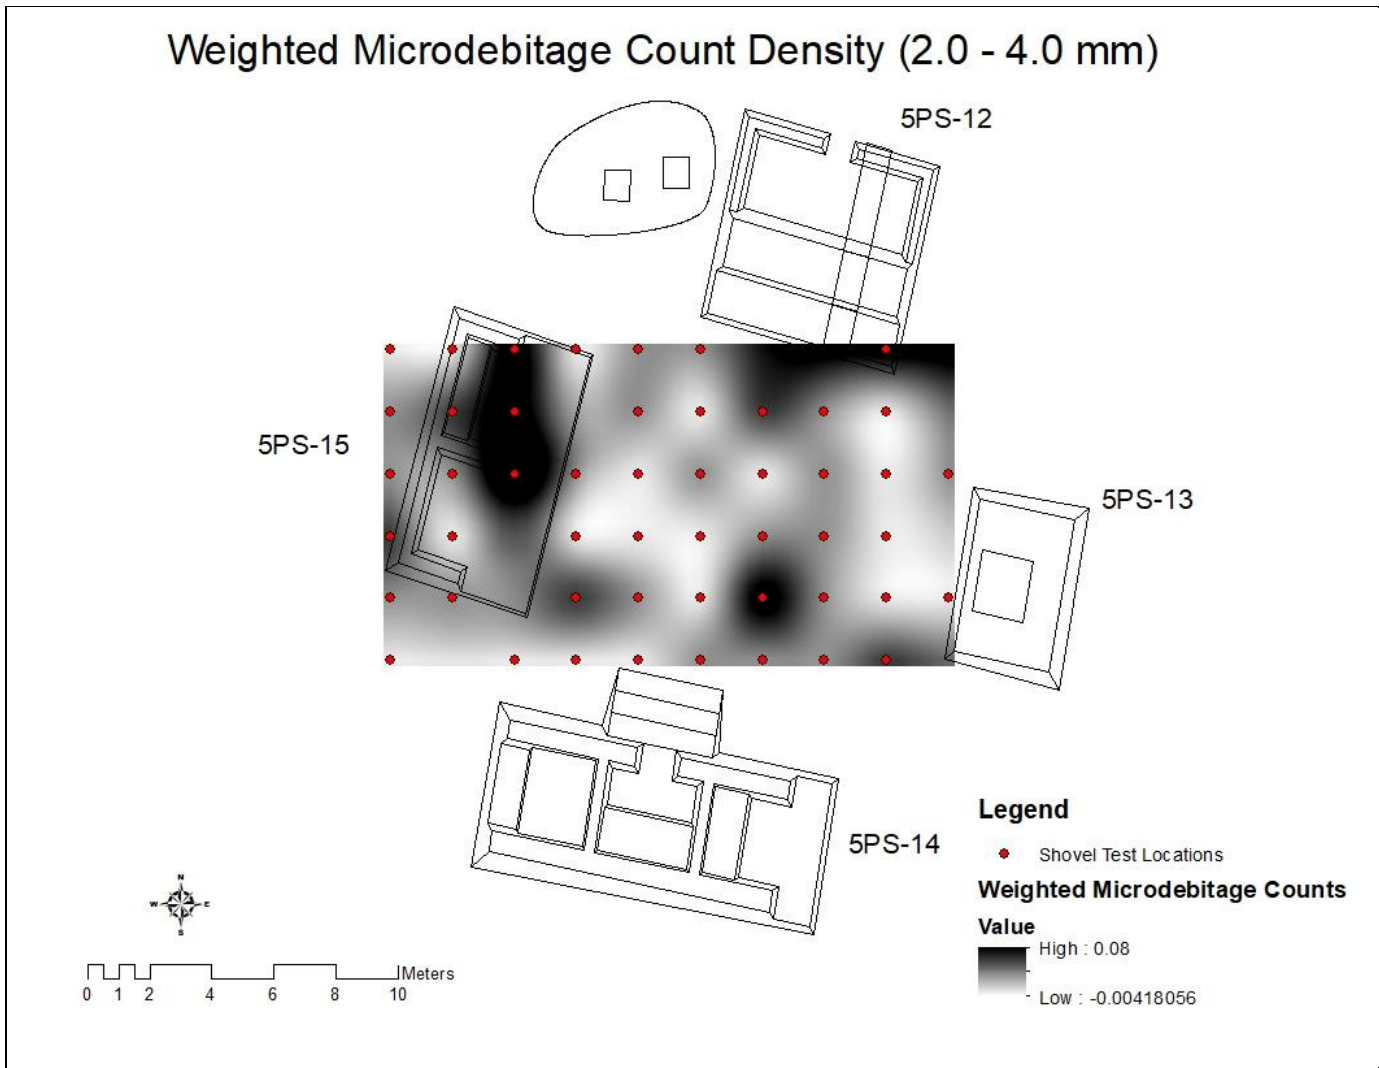 Weighted Microdebitage Count Density (2.0 - 4.0 mm)
5PS-12
5PS-15
5PS-13
5PS-14
Legend
Shovel Test Locations
Weighted Microdebitage Counts
Value
High : 0.08
Low : -0.00418056
N
W E
S
Meters
0 1 2 4 6 8 10